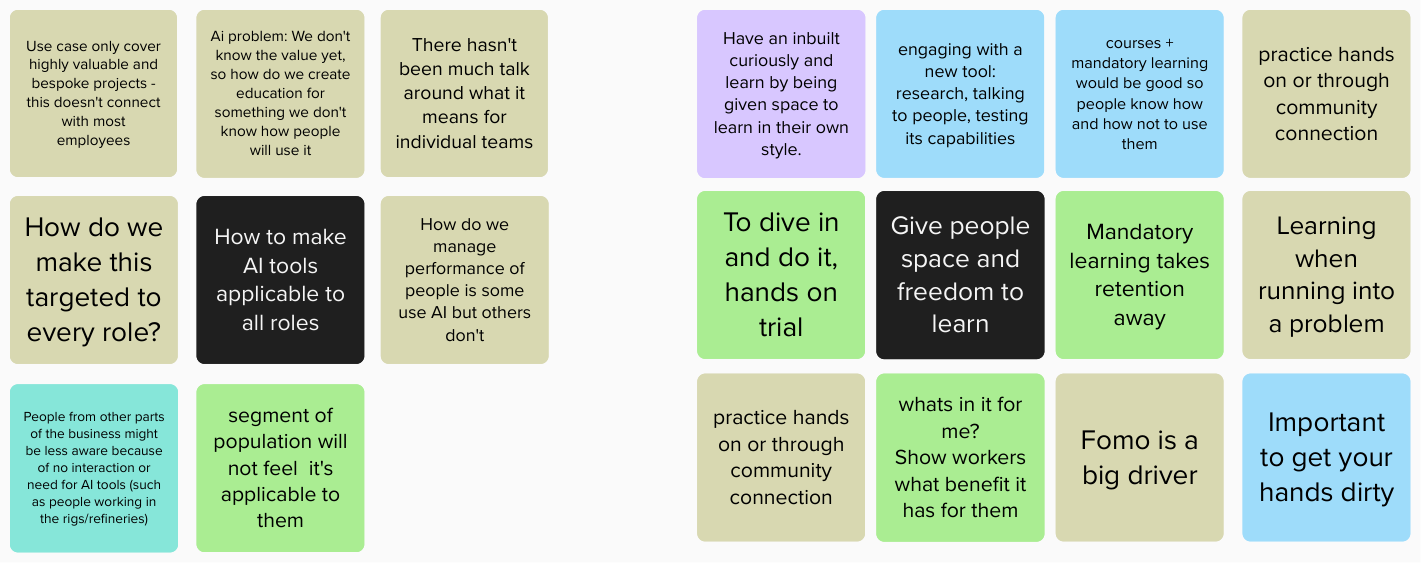 Use case only cover
highly valuable and
bespoke projects -
this doesn't connect
with most
employees
Ai problem: We don't
know the value yet,
so how do we create
education for
something we don't
know how people
will use it
There hasn't
been much talk
around what it
means for
individual teams
How do we
make this
targeted to
every role?
How to make
AI tools
applicable to
all roles
How do we
manage
performance of
people is some
use AI but others
don't
People from other parts
of the business might
be less aware because
of no interaction or
need for AI tools (such
as people working in
the rigs/refineries)
segment of
population will
not feel  it's
applicable to
them
Have an inbuilt
curiously and
learn by being
given space to
learn in their own
style.
engaging with a
new tool:
research, talking
to people, testing
its capabilities
courses +
mandatory learning
would be good so
people know how
and how not to use
them
practice hands
on or through
community
connection
To dive in
and do it,
hands on
trial
Give people
space and
freedom to
learn
Mandatory
learning takes
retention
away
Learning
when
running into
a problem
practice hands
on or through
community
connection
whats in it for
me?
Show workers
what benefit it
has for them
Fomo is a
big driver
Important
to get your
hands dirty